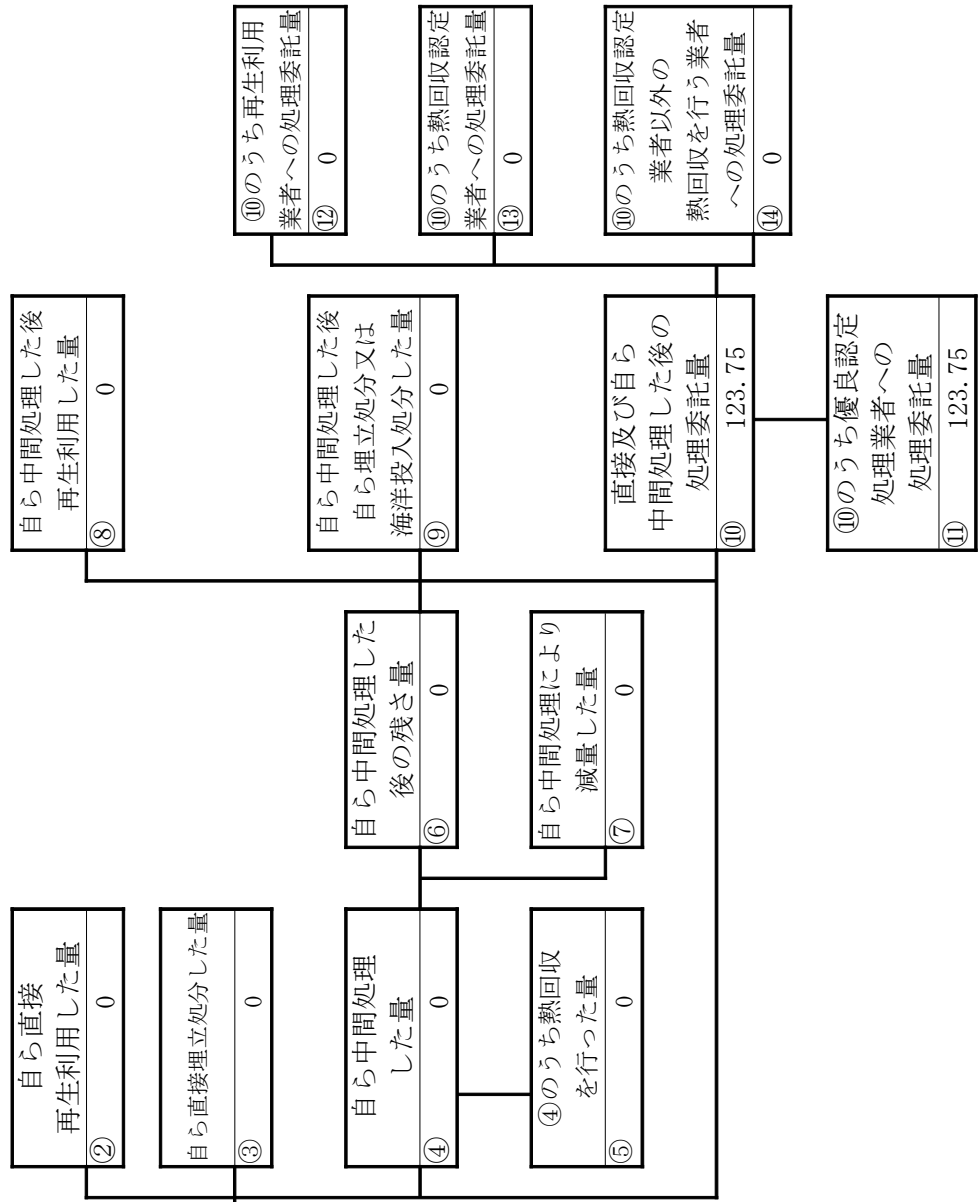 自ら直接
再生利用した量
② 0
自ら直接埋立処分した量
③ 0
自ら中間処理
した量
④ 0
④のうち熱回収
を行った量
⑤ 0
自ら中間処理した
後の残さ量
⑥ 0
自ら中間処理により
減量した量
⑦ 0
自ら中間処理した後
再生利用した量
⑧ 0
自ら中間処理した後
自ら埋立処分又は
海洋投入処分した量
⑨ 0
直接及び自ら
中間処理した後の
処理委託量
⑩ 123.75
⑩のうち優良認定
処理業者への
処理委託量
⑪ 123.75
⑩のうち再生利用
業者への処理委託量
⑫ 0
⑩のうち熱回収認定
業者への処理委託量
⑬ 0
⑩のうち熱回収認定
業者以外の
熱回収を行う業者
への処理委託量
⑭ 0